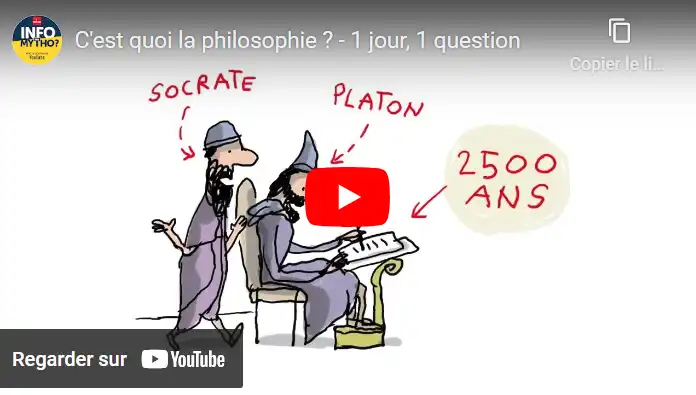 INFO
MYTHO?
C'est quoi la philosophie ? - 1 jour, 1 question
Copier le li...
SOCRATE
PLATON
2500
ANS
Regarder sur YouTube